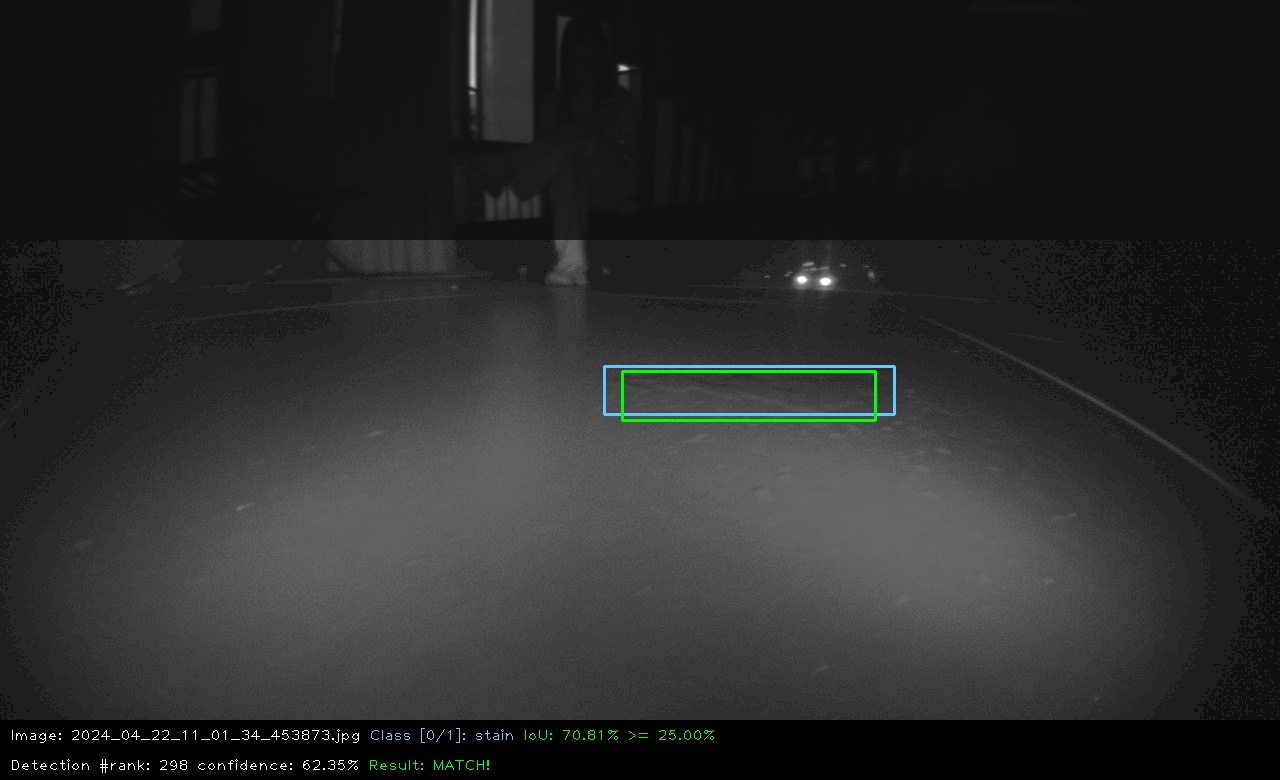 Image: 2024_04_22_11_01_34_453873.jpg Class [0/1]: stain IoU: 70.81% >= 25.00%
Detection #rank: 298 confidence: 62.35% Result: MATCH!